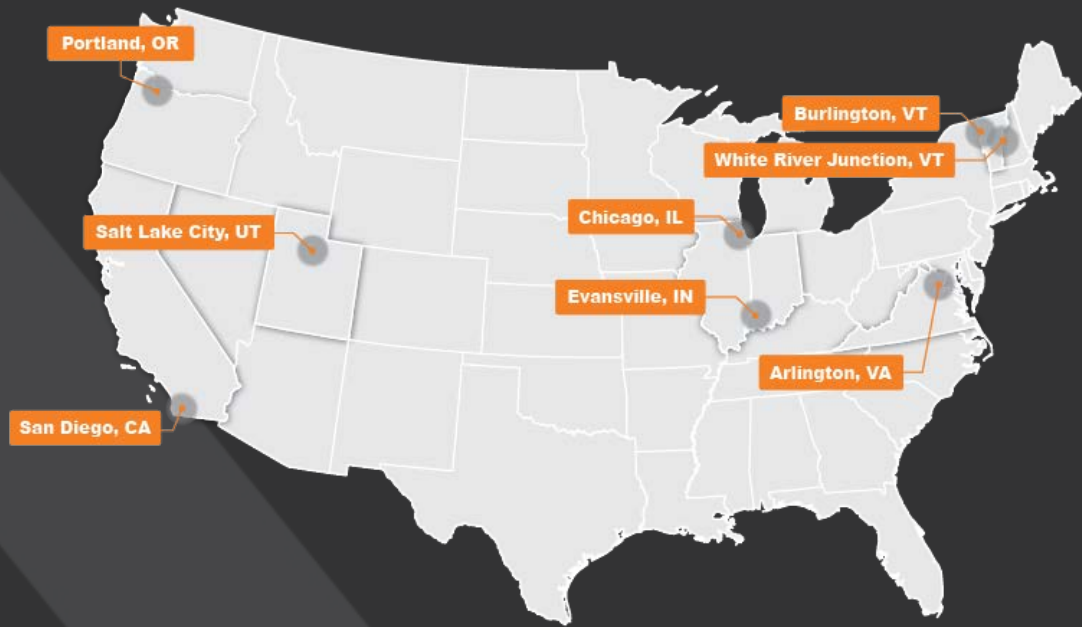 Portland, OR
Burlington, VT
White River Junction, VT
Chicago, IL
Salt Lake City, UT
Evansville, IN
Arlington, VA
San Diego, CA